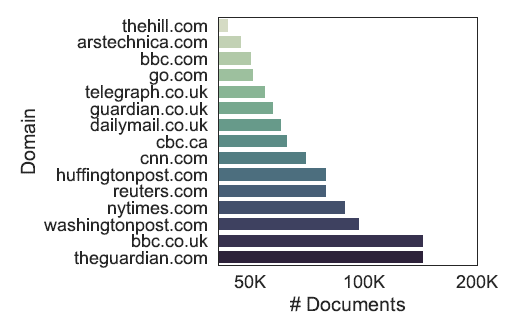 thehill.com
arstechnica.com
bbc.com
go.com
telegraph.co.uk
guardian.co.uk
dailymail.co.uk
cbc.ca
cnn.com
huffingtonpost.com
reuters.com
nytimes.com
washingtonpost.com
bbc.co.uk
theguardian.com
Domain
50K 100K 200K
# Documents